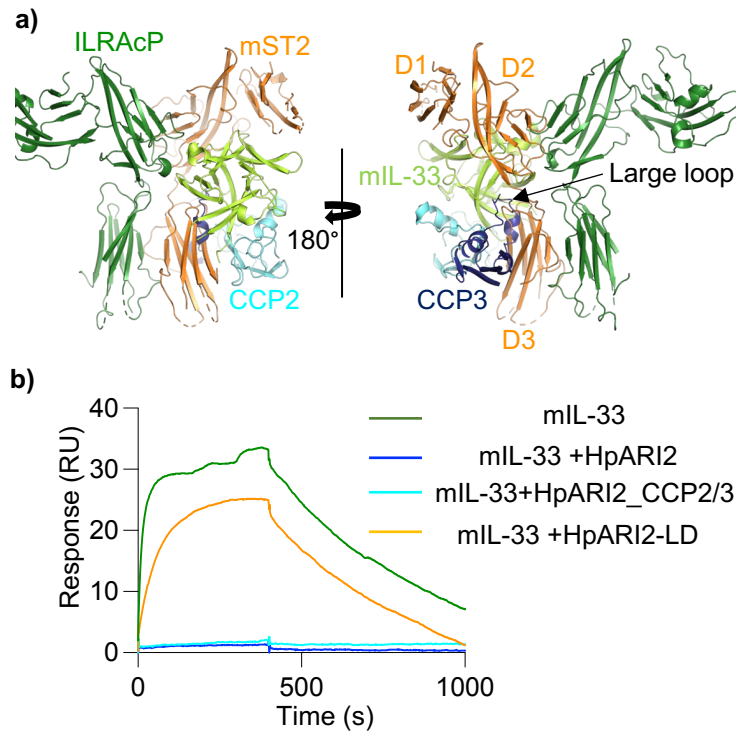 a)
ILRAcP
mST2
D1
D2
mIL-33
Large loop
180°
CCP2
CCP3
D3
b)
40
30
20
10
0
Response (RU)
0
500
1000
Time (s)
mIL-33
mIL-33 +HpARI2
mIL-33+HpARI2_CCP2/3
mIL-33 +HpARI2-LD